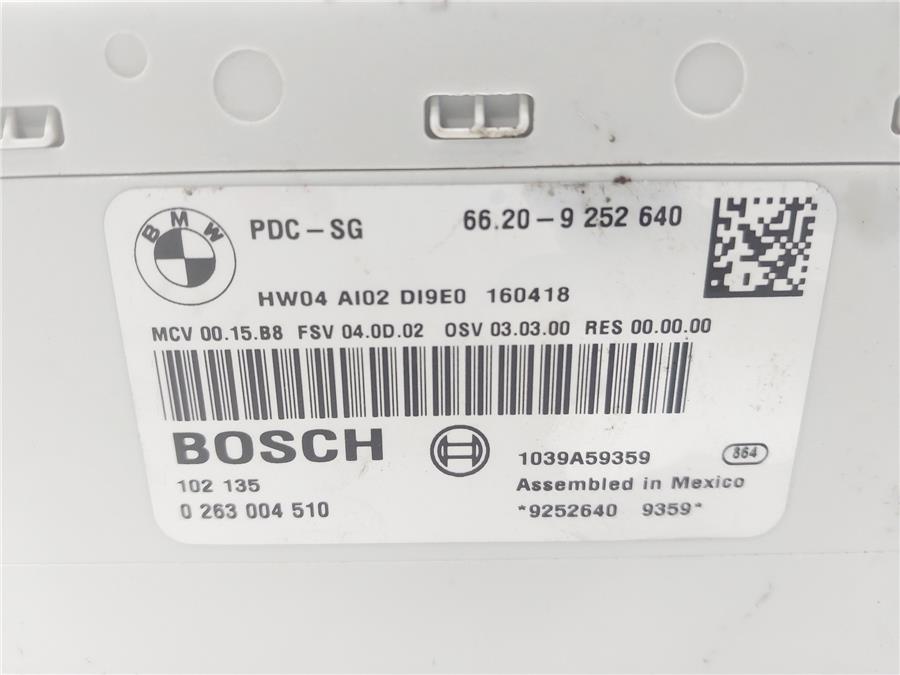 BMW
PDC-SG
66.20-9 252 640
HW04 AI02 DI9E0 160418
MCV 00.15.B8 FSV 04.0D.02 OSV 03.03.00 RES 00.00.00
BOSCH
102 135
0 263 004 510
1039A59359
864
Assembled in Mexico
*9252640 9359*